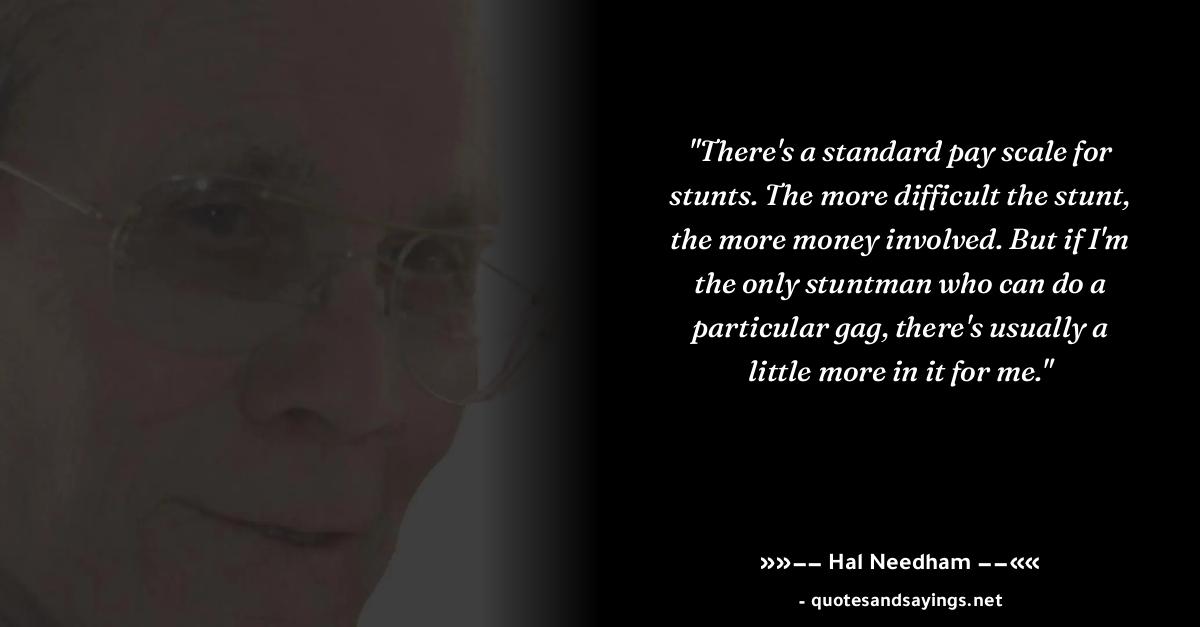 "There's a standard pay scale for
stunts. The more difficult the stunt,
the more money involved. But if I'm
the only stuntman who can do a
particular gag, there's usually a
little more in it for me."
»»−− Hal Needham −−««
- quotesandsayings.net